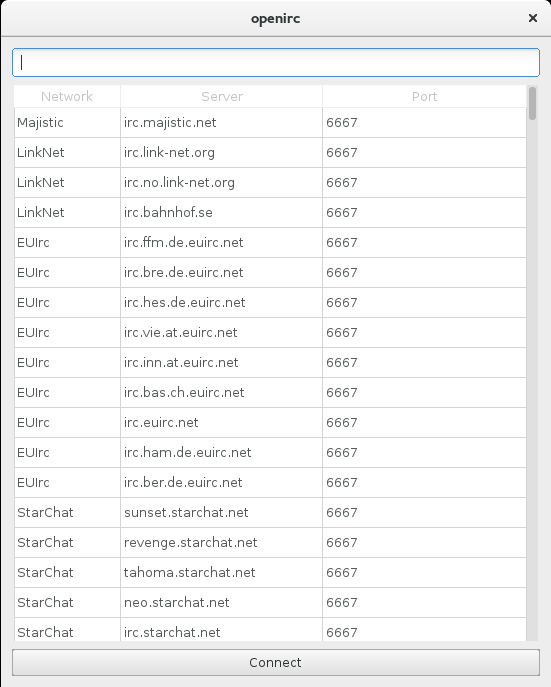 openirc
Network Server Port
Majistic irc.majistic.net 6667
LinkNet irc.link-net.org 6667
LinkNet irc.no.link-net.org 6667
LinkNet irc.bahnhof.se 6667
EUIrc irc.ffm.de.euirc.net 6667
EUIrc irc.bre.de.euirc.net 6667
EUIrc irc.hes.de.euirc.net 6667
EUIrc irc.vie.at.euirc.net 6667
EUIrc irc.inn.at.euirc.net 6667
EUIrc irc.bas.ch.euirc.net 6667
EUIrc irc.euirc.net 6667
EUIrc irc.ham.de.euirc.net 6667
EUIrc irc.ber.de.euirc.net 6667
StarChat sunset.starchat.net 6667
StarChat revenge.starchat.net 6667
StarChat tahoma.starchat.net 6667
StarChat neo.starchat.net 6667
StarChat irc.starchat.net 6667
Connect